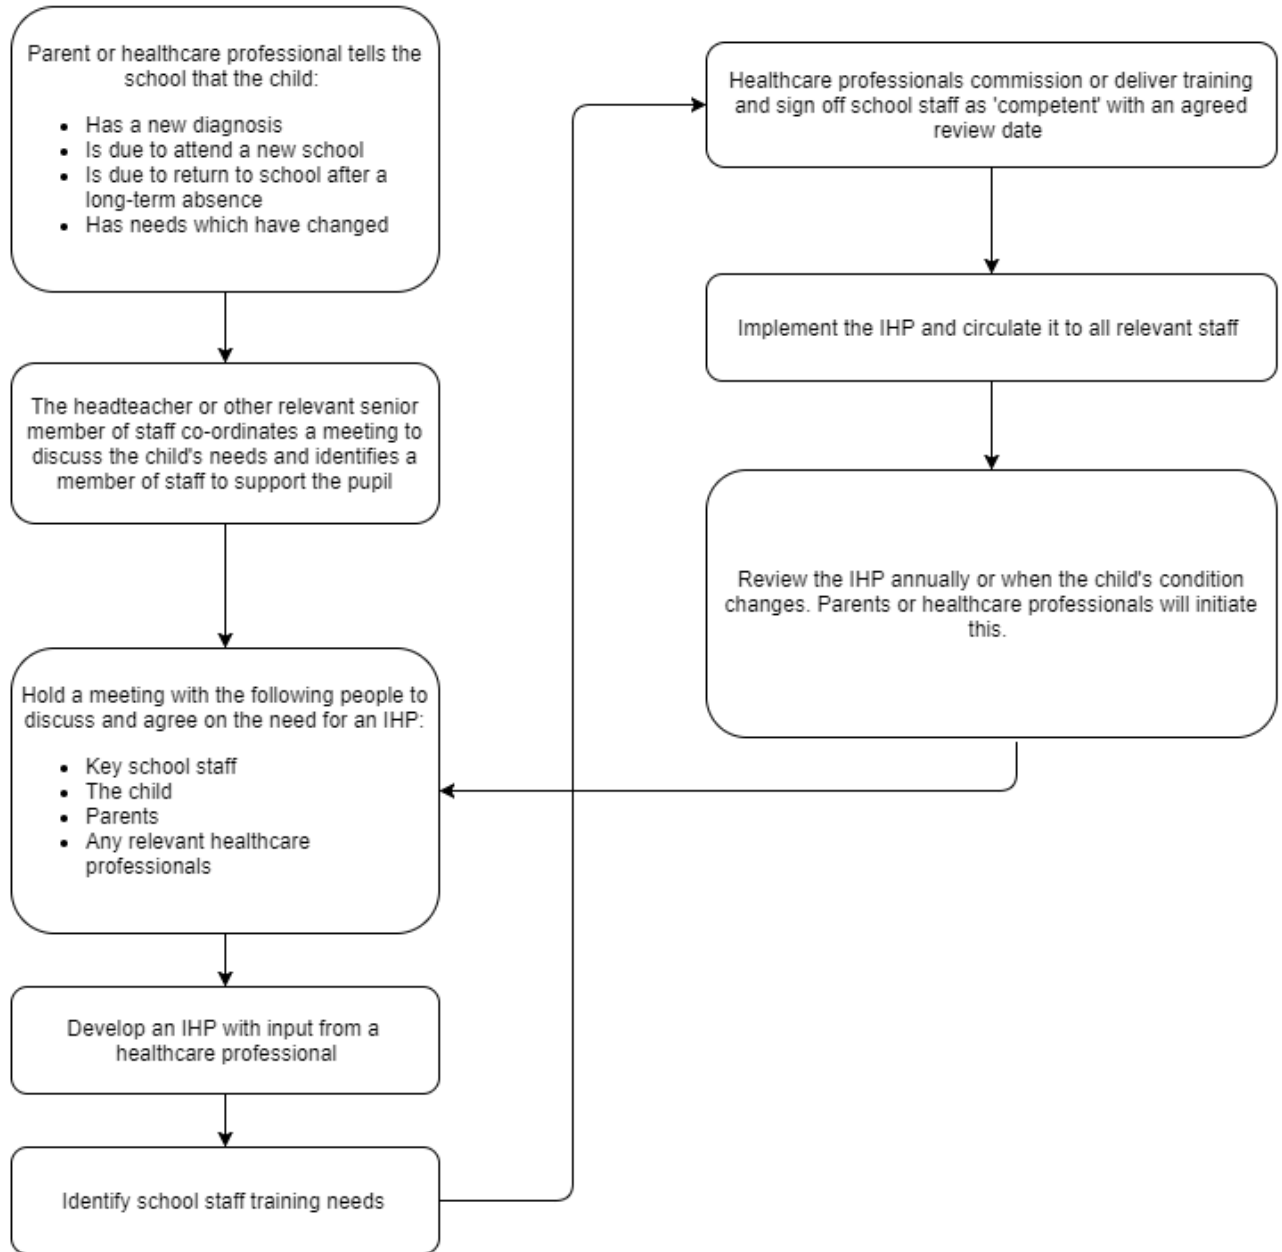 Parent or healthcare professional tells the
school that the child:
• Has a new diagnosis
• Is due to attend a new school
• Is due to return to school after a
long-term absence
• Has needs which have changed
The headteacher or other relevant senior
member of staff co-ordinates a meeting to
discuss the child's needs and identifies a
member of staff to support the pupil
Hold a meeting with the following people to
discuss and agree on the need for an IHP:
• Key school staff
• The child
• Parents
• Any relevant healthcare
professionals
Develop an IHP with input from a
healthcare professional
Identify school staff training needs
Healthcare professionals commission or deliver training
and sign off school staff as 'competent' with an agreed
review date
Implement the IHP and circulate it to all relevant staff
Review the IHP annually or when the child's condition
changes. Parents or healthcare professionals will initiate
this.